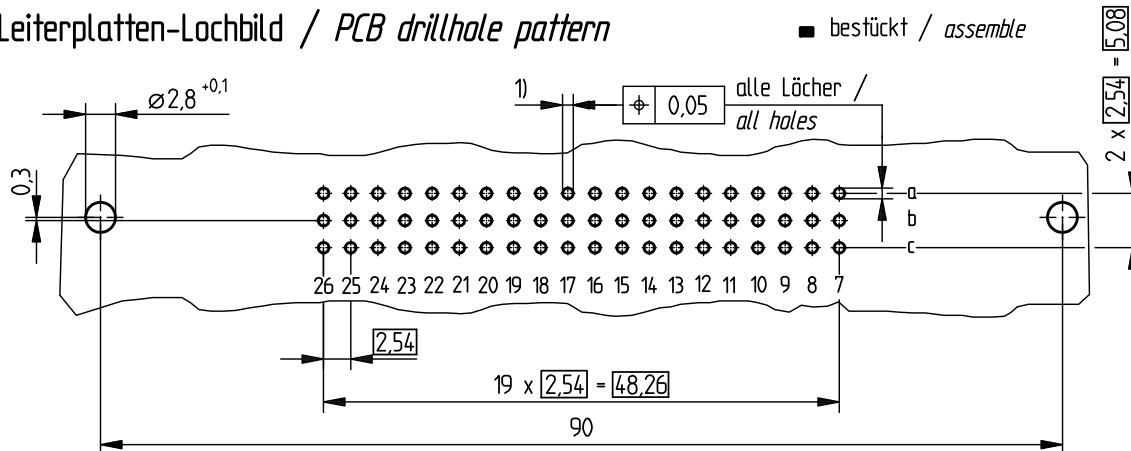 Leiterplatten-Lochbild / PCB drillhole pattern
■ bestückt / assemble
⌀2,8 +0,1
1)
⌖ 0,05
alle Löcher /
all holes
2 x 2,54 = 5,08
0,3
a
b
c
26 25 24 23 22 21 20 19 18 17 16 15 14 13 12 11 10 9 8 7
2,54
19 x 2,54 = 48,26
90